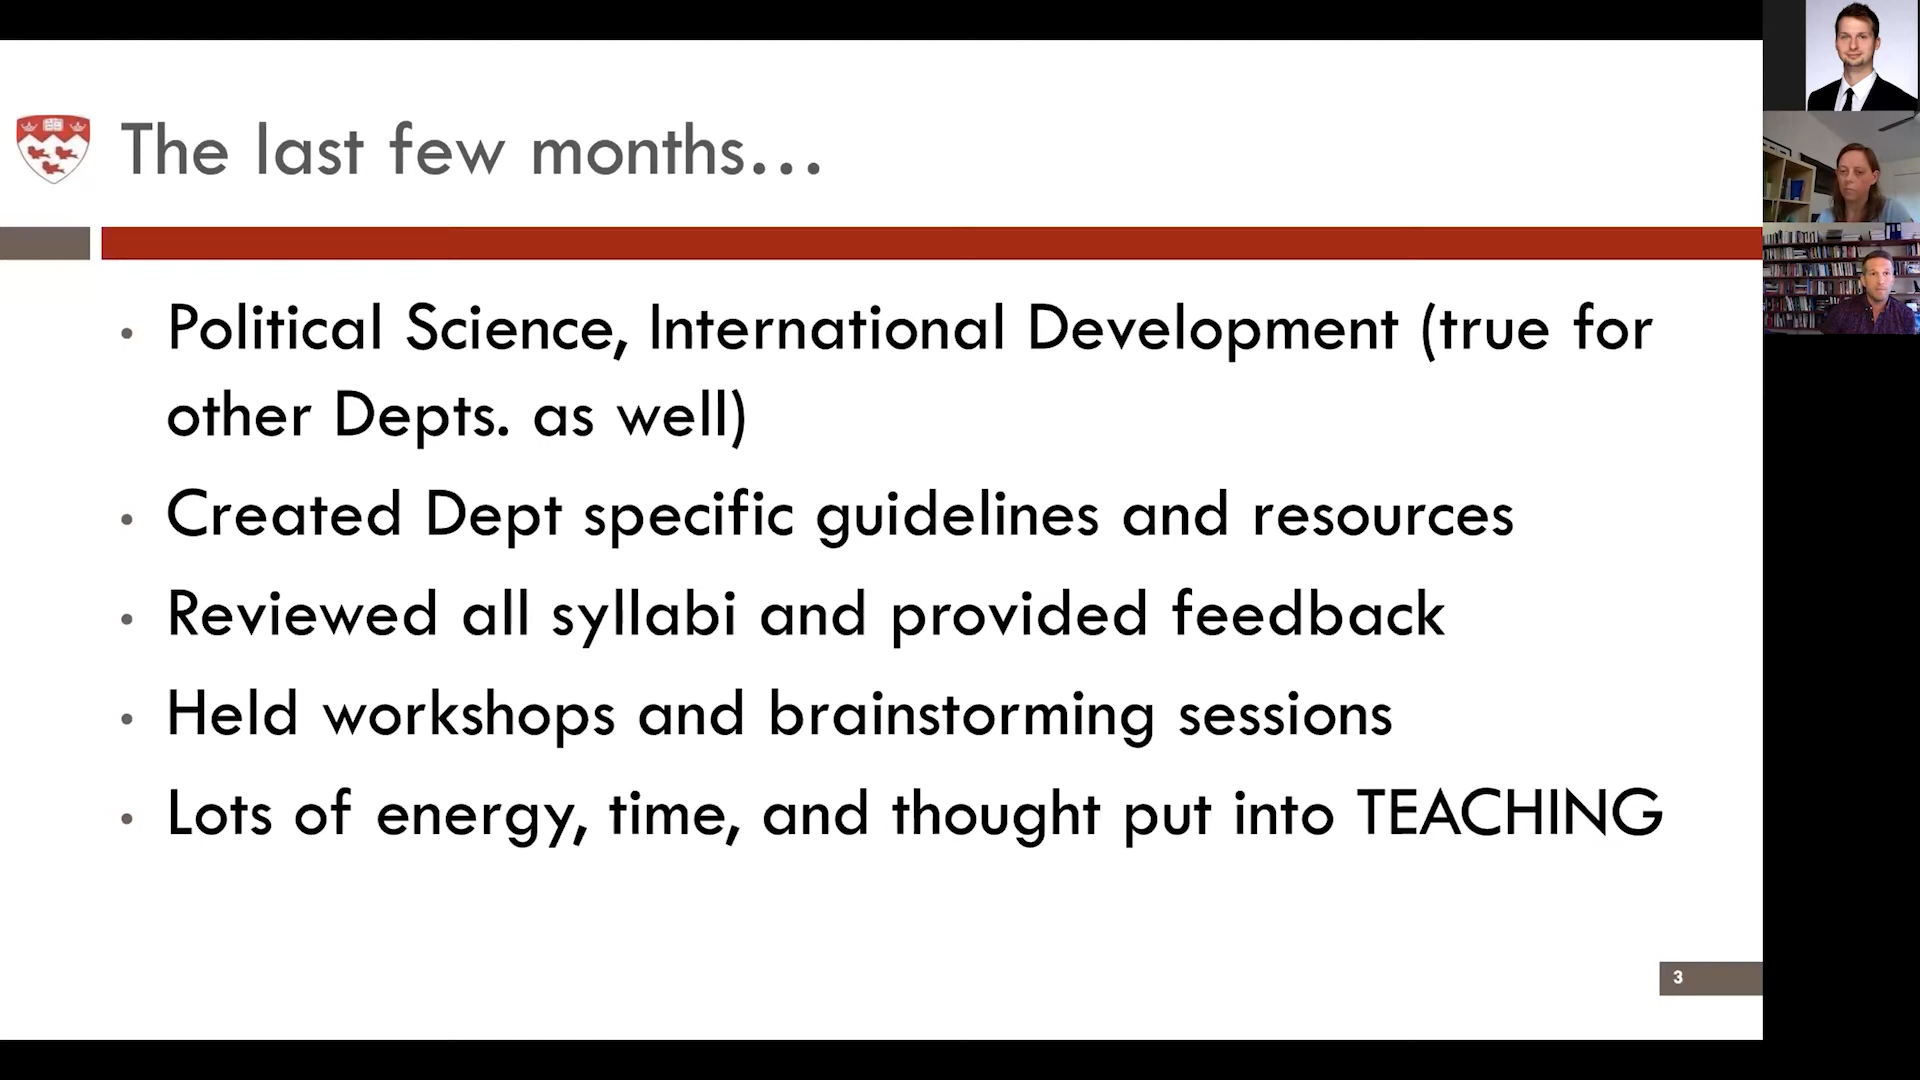 The last few months...
• Political Science, International Development (true for
other Depts. as well)
• Created Dept specific guidelines and resources
• Reviewed all syllabi and provided feedback
• Held workshops and brainstorming sessions
• Lots of energy, time, and thought put into TEACHING
3